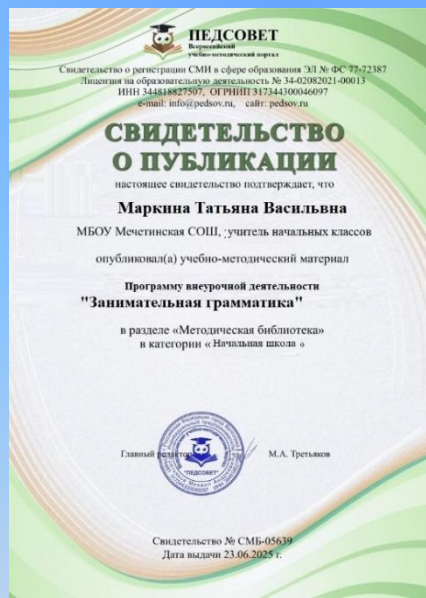 ПЕДСОВЕТ
Всероссийский
учебно-методический портал
Свидетельство о регистрации СМИ в сфере образования ЭЛ № ФС 77-72387
Лицензия на образовательную деятельность № 34-02082021-00013
ИНН 344818827507, ОГРНИП 317344300046097
e-mail: info@pedsov.ru, сайт: pedsov.ru
СВИДЕТЕЛЬСТВО
О ПУБЛИКАЦИИ
настоящее свидетельство подтверждает, что
Маркина Татьяна Васильвна
МБОУ Мечетинская СОШ, учитель начальных классов
опубликовал(а) учебно-методический материал
Программу внеурочной деятельности
"Занимательная грамматика"
в разделе «Методическая библиотека»
в категории « Начальная школа »
Главный редактор
М.А. Третьяков
"ПЕДСОВЕТ"
Свидетельство № СМБ-05639
Дата выдачи 23.06.2025 г.